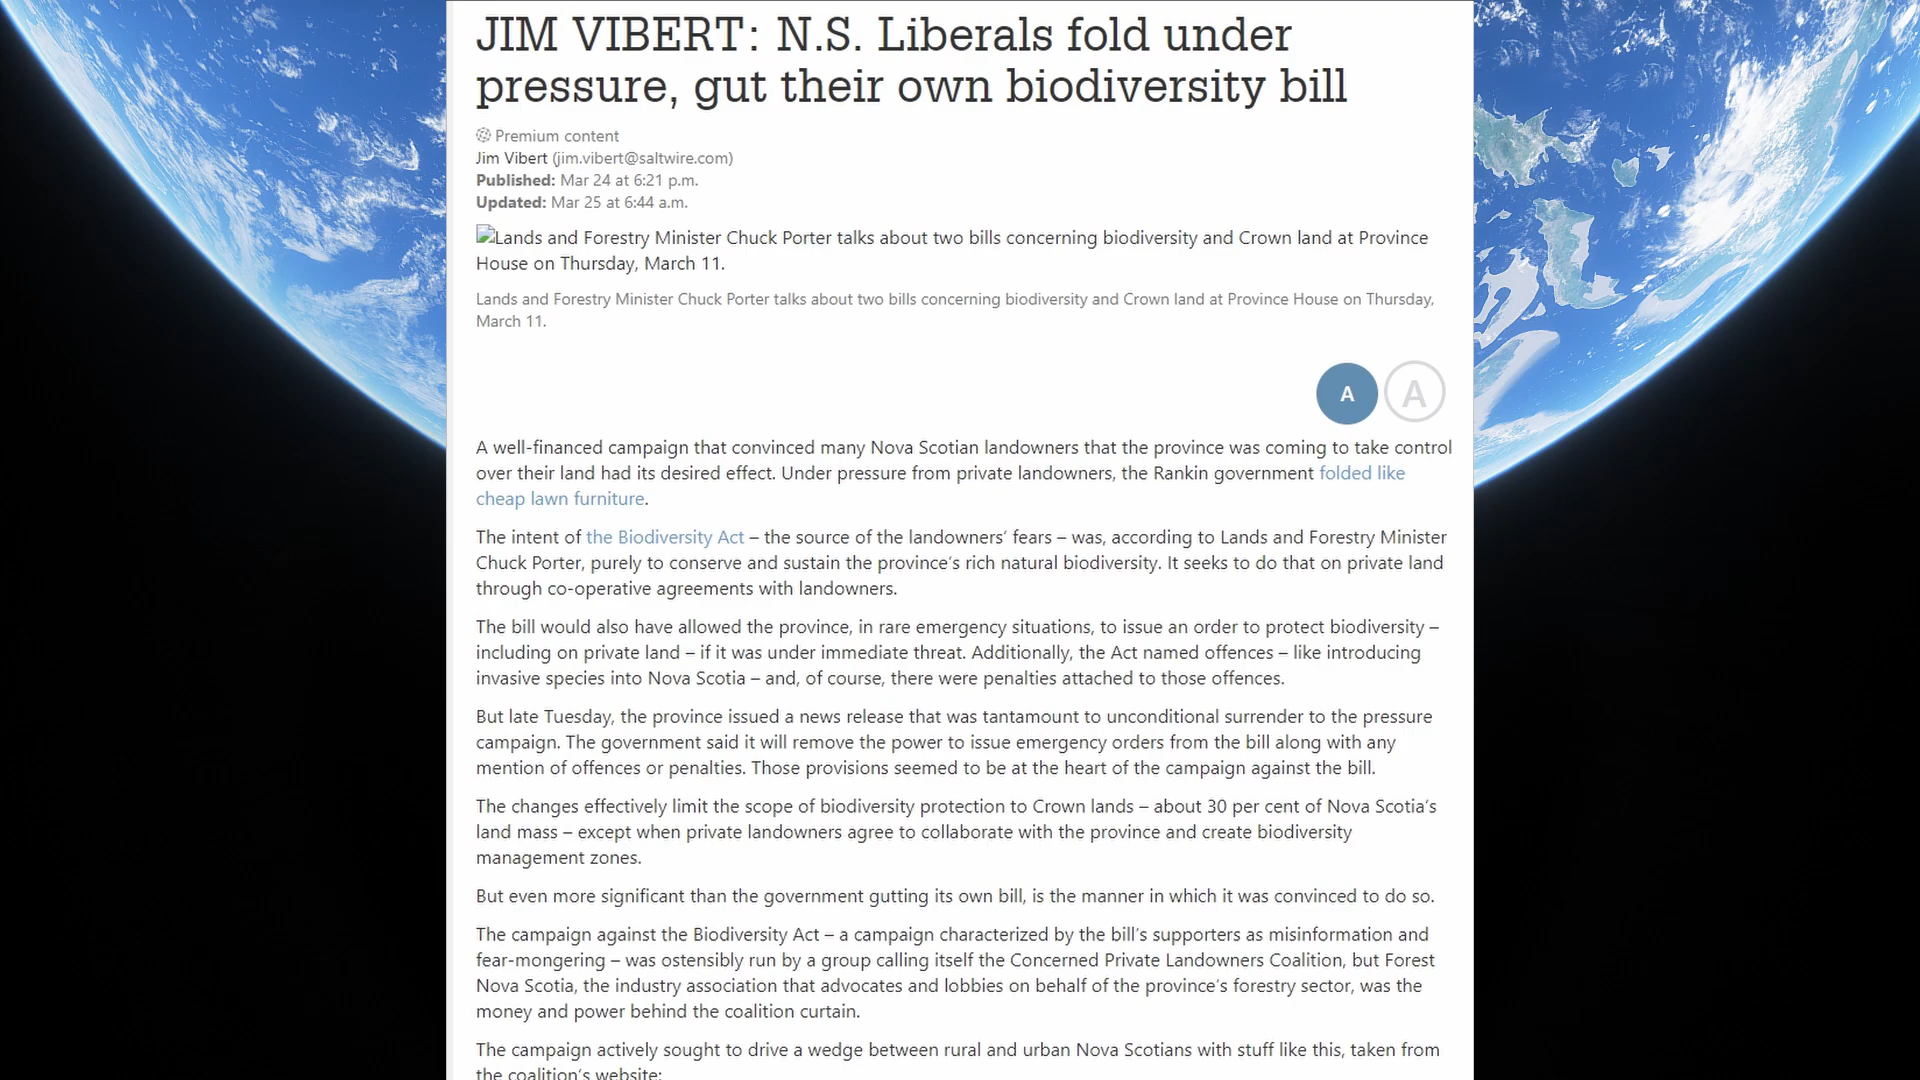 JIM VIBERT: N.S. Liberals fold under
pressure, gut their own biodiversity bill
Premium content
Jim Vibert (jim.vibert@saltwire.com)
Published: Mar 24 at 6:21 p.m.
Updated: Mar 25 at 6:44 a.m.
Lands and Forestry Minister Chuck Porter talks about two bills concerning biodiversity and Crown land at Province
House on Thursday, March 11.
Lands and Forestry Minister Chuck Porter talks about two bills concerning biodiversity and Crown land at Province House on Thursday,
March 11.
A A
A well-financed campaign that convinced many Nova Scotian landowners that the province was coming to take control
over their land had its desired effect. Under pressure from private landowners, the Rankin government folded like
cheap lawn furniture.
The intent of the Biodiversity Act – the source of the landowners’ fears – was, according to Lands and Forestry Minister
Chuck Porter, purely to conserve and sustain the province’s rich natural biodiversity. It seeks to do that on private land
through co-operative agreements with landowners.
The bill would also have allowed the province, in rare emergency situations, to issue an order to protect biodiversity –
including on private land – if it was under immediate threat. Additionally, the Act named offences – like introducing
invasive species into Nova Scotia – and, of course, there were penalties attached to those offences.
But late Tuesday, the province issued a news release that was tantamount to unconditional surrender to the pressure
campaign. The government said it will remove the power to issue emergency orders from the bill along with any
mention of offences or penalties. Those provisions seemed to be at the heart of the campaign against the bill.
The changes effectively limit the scope of biodiversity protection to Crown lands – about 30 per cent of Nova Scotia’s
land mass – except when private landowners agree to collaborate with the province and create biodiversity
management zones.
But even more significant than the government gutting its own bill, is the manner in which it was convinced to do so.
The campaign against the Biodiversity Act – a campaign characterized by the bill’s supporters as misinformation and
fear-mongering – was ostensibly run by a group calling itself the Concerned Private Landowners Coalition, but Forest
Nova Scotia, the industry association that advocates and lobbies on behalf of the province’s forestry sector, was the
money and power behind the coalition curtain.
The campaign actively sought to drive a wedge between rural and urban Nova Scotians with stuff like this, taken from
the coalition’s website: